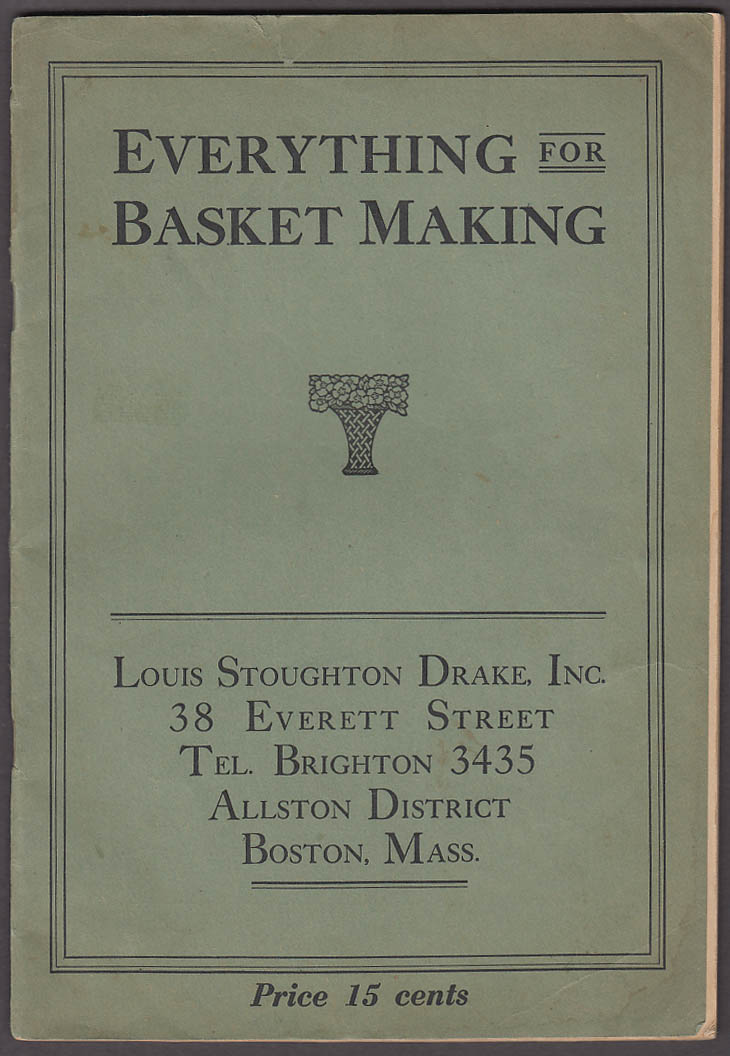 EVERYTHING FOR
BASKET MAKING
LOUIS STOUGHTON DRAKE, INC.
38 EVERETT STREET
TEL. BRIGHTON 3435
ALLSTON DISTRICT
BOSTON, MASS.
Price 15 cents